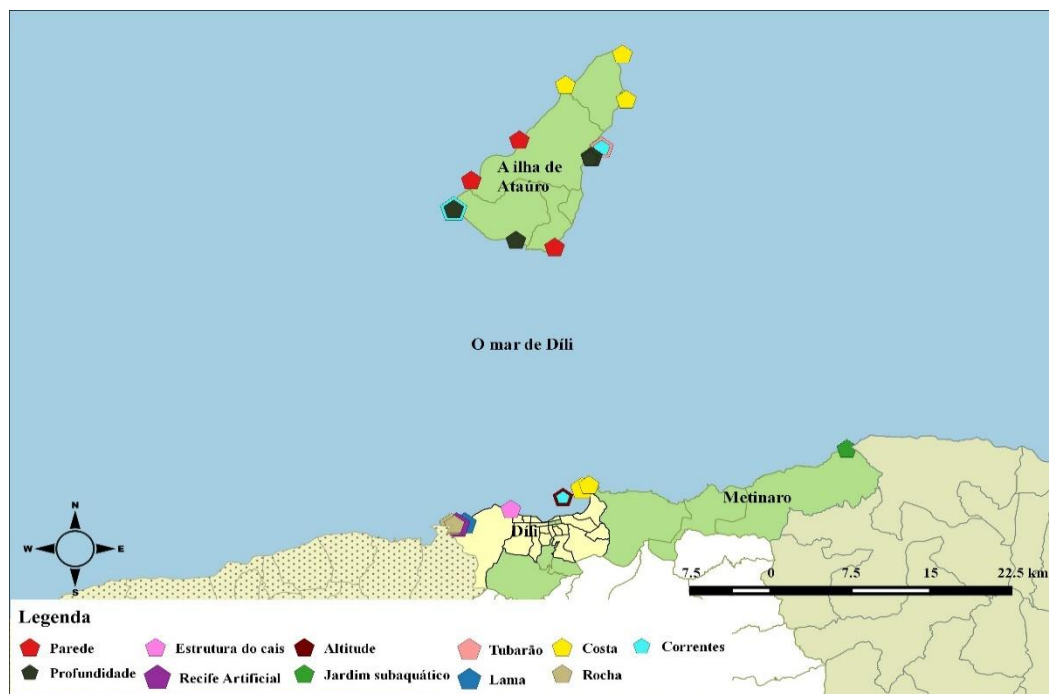 A ilha de
Ataúro
O mar de Díli
Metinaro
Díli
N
W E
S
7.5 0 7.5 15 22.5 km
Legenda
Parede Estrutura do cais Altitude Tubarão Costa Correntes
Profundidade Recife Artificial Jardim subaquático Lama Rocha